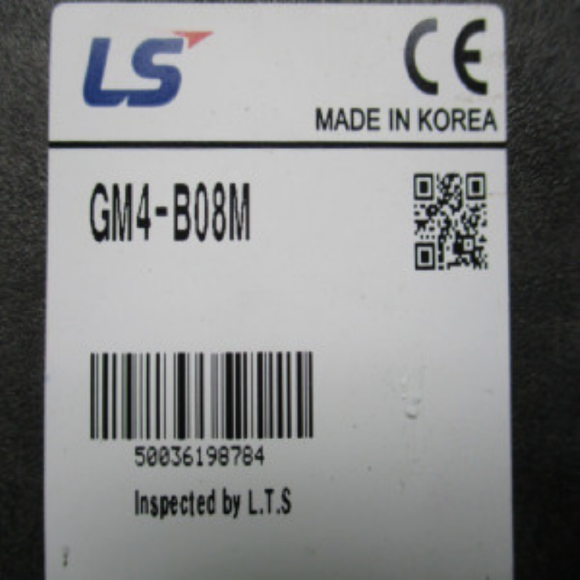 LS
CE
MADE IN KOREA
GM4-B08M
50036198784
Inspected by L.T.S